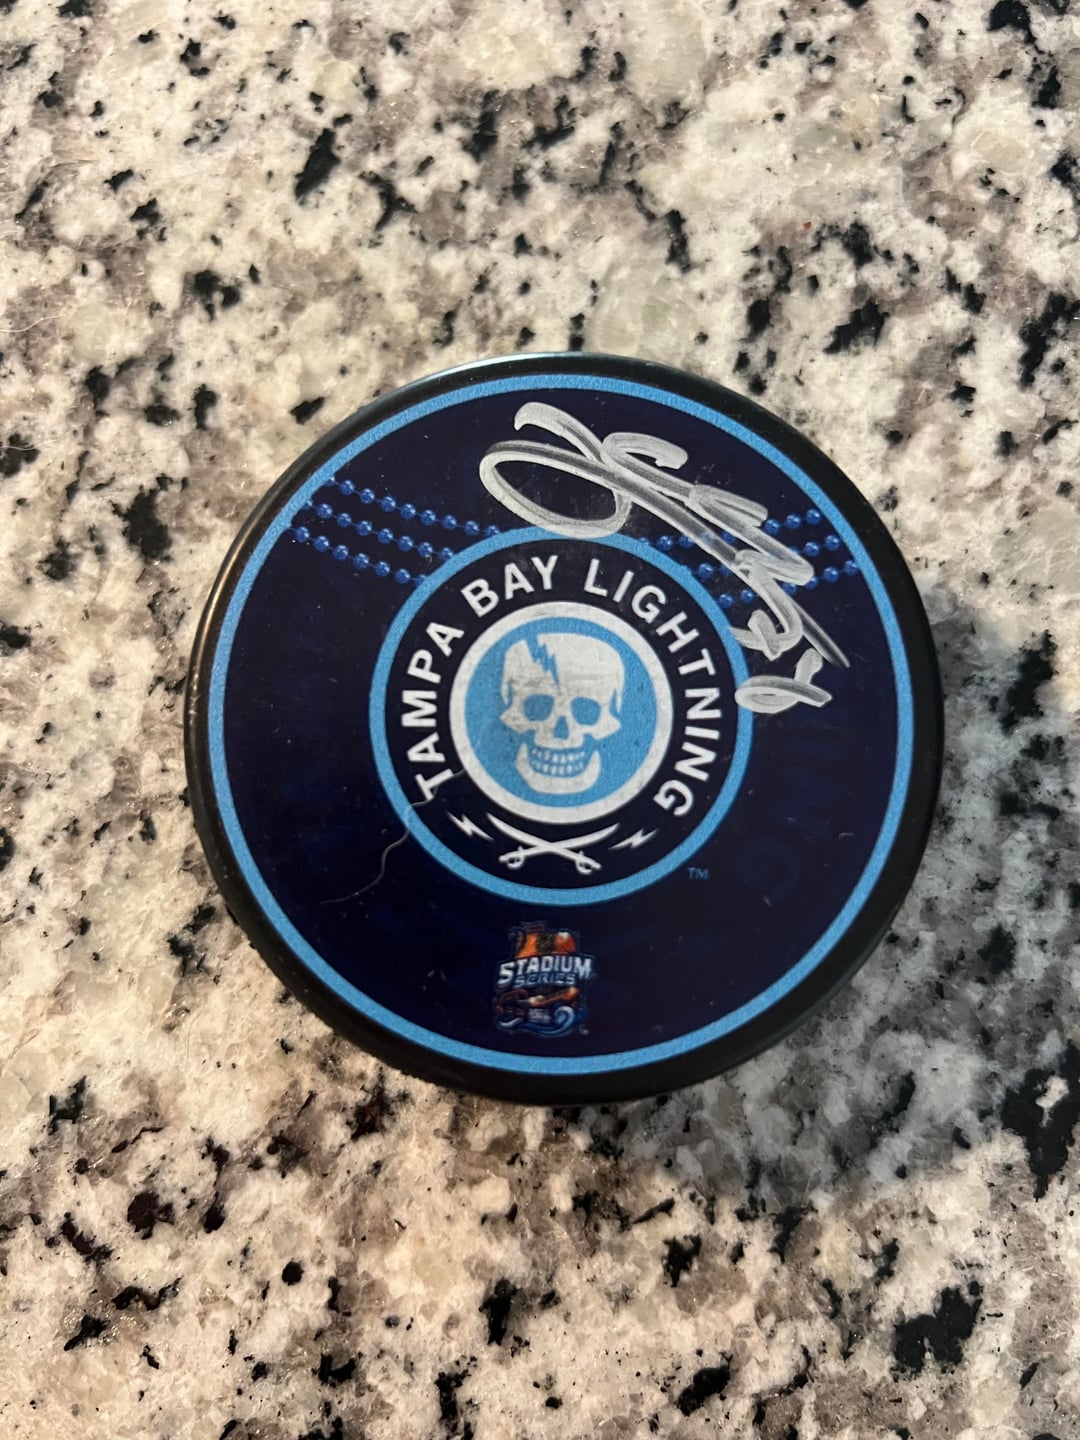 TAMPA BAY LIGHTNING
TM
STADIUM
SERIES